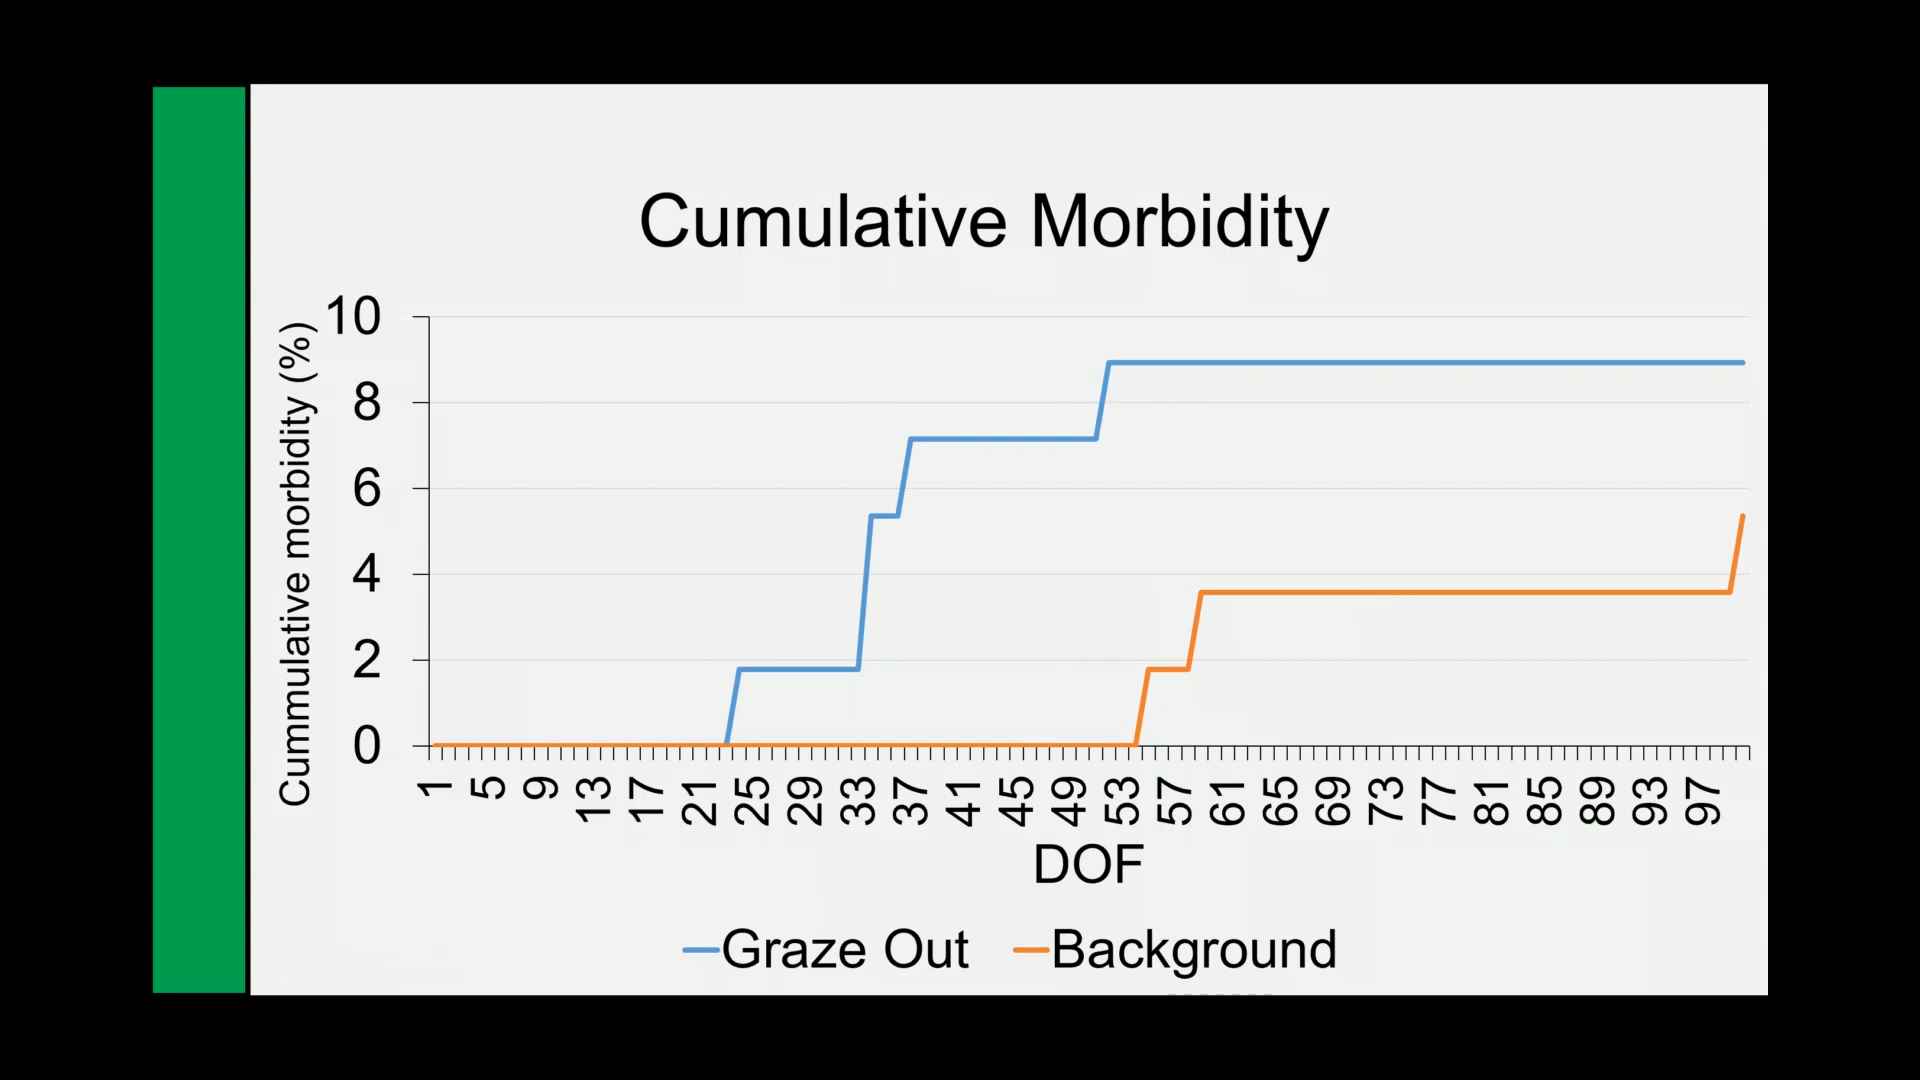 Cumulative Morbidity
Cummulative morbidity (%)
10
8
6
4
2
0
1 5 9 13 17 21 25 29 33 37 41 45 49 53 57 61 65 69 73 77 81 85 89 93 97
DOF
Graze Out Background